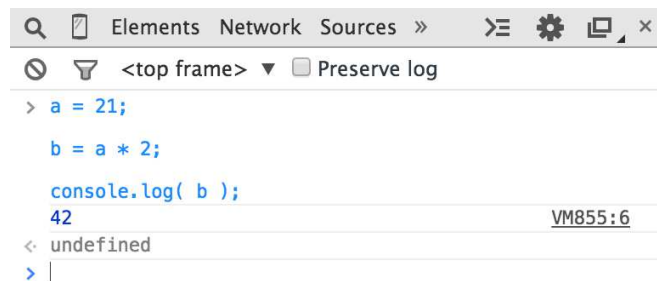 Elements Network Sources »
<top frame> ▼ Preserve log
> a = 21;
b = a * 2;
console.log( b );
42 VM855:6
undefined
>